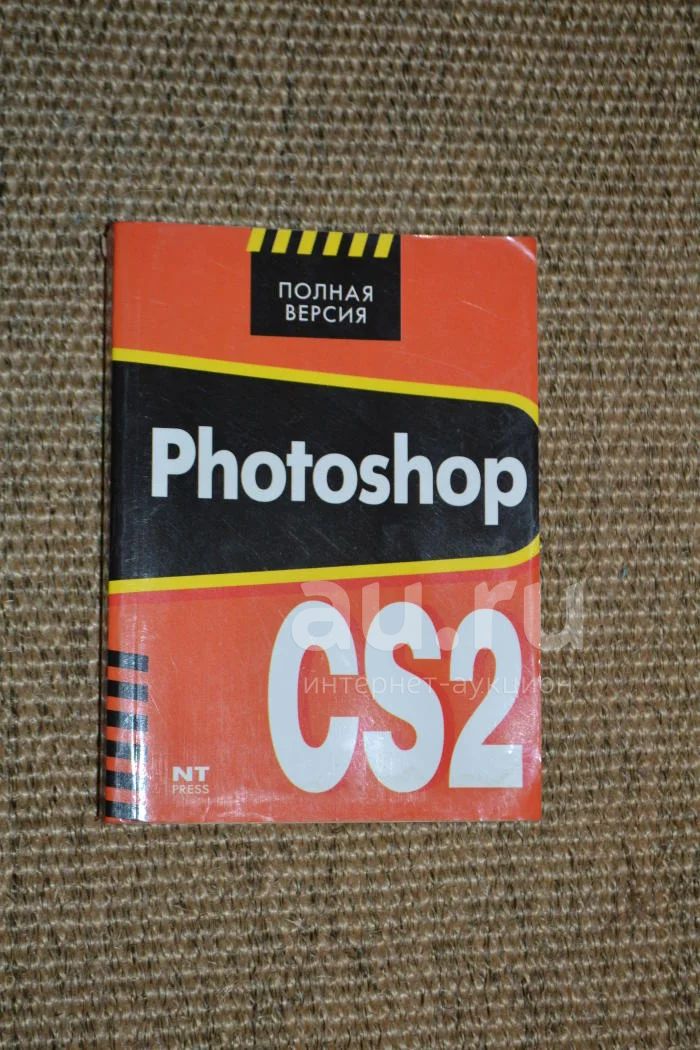 ПОЛНАЯ
ВЕРСИЯ
Photoshop
CS2
au.ru
интернет-аукцион
NT
PRESS